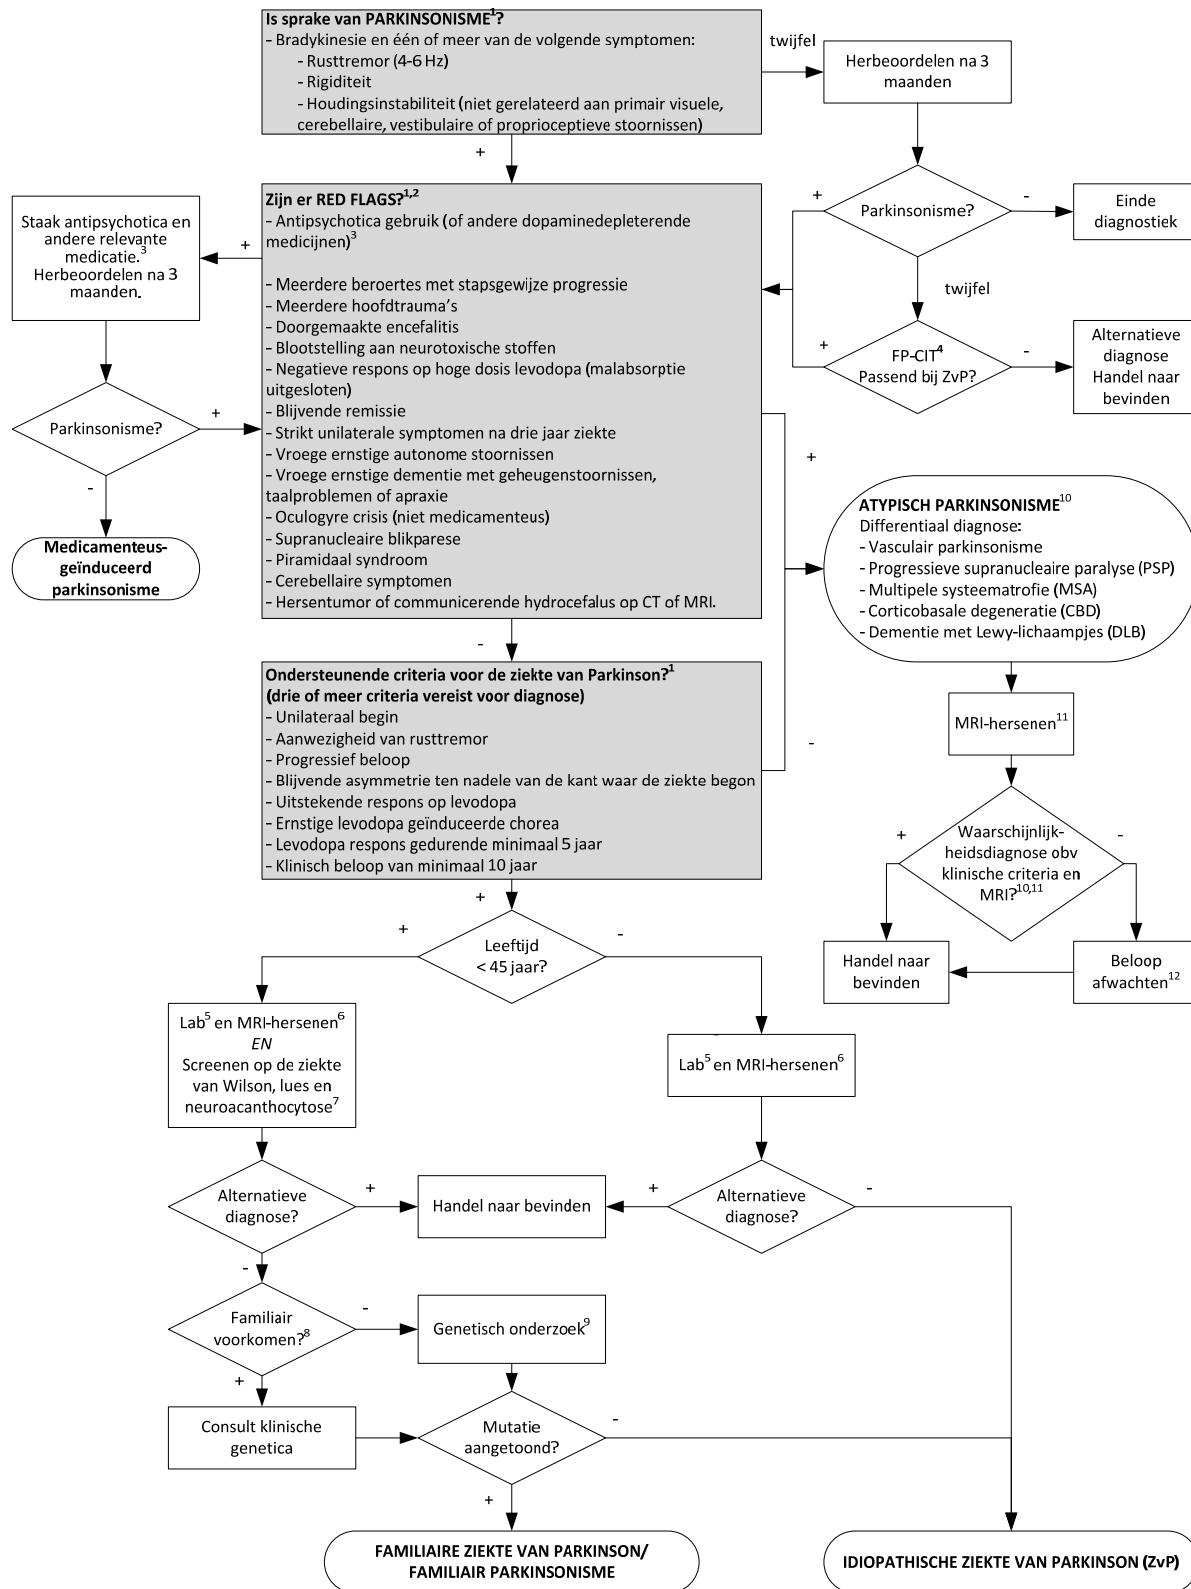 Is sprake van PARKINSONISME¹?
- Bradykinesie en één of meer van de volgende symptomen:
- Rusttremor (4-6 Hz)
- Rigiditeit
- Houdingsinstabiliteit (niet gerelateerd aan primair visuele,
cerebellaire, vestibulaire of proprioceptieve stoornissen)
twijfel
Herbeoordelen na 3
maanden
+
Parkinsonisme?
+
-
Einde
diagnostiek
twijfel
FP-CIT⁴
Passend bij ZvP?
+
-
Alternatieve
diagnose
Handel naar
bevinden
Zijn er RED FLAGS?¹,²
- Antipsychotica gebruik (of andere dopaminedepleterende
medicijnen)³
- Meerdere beroertes met stapsgewijze progressie
- Meerdere hoofdtrauma's
- Doorgemaakte encefalitis
- Blootstelling aan neurotoxische stoffen
- Negatieve respons op hoge dosis levodopa (malabsorptie
uitgesloten)
- Blijvende remissie
- Strikt unilaterale symptomen na drie jaar ziekte
- Vroege ernstige autonome stoornissen
- Vroege ernstige dementie met geheugenstoornissen,
taalproblemen of apraxie
- Oculogyre crisis (niet medicamenteus)
- Supranucleaire blikparese
- Piramidaal syndroom
- Cerebellaire symptomen
- Hersentumor of communicerende hydrocefalus op CT of MRI.
+
Staak antipsychotica en
andere relevante
medicatie.³
Herbeoordelen na 3
maanden.
Parkinsonisme?
+
-
Medicamenteus-
geïnduceerd
parkinsonisme
+
-
ATYPISCH PARKINSONISME¹⁰
Differentiaal diagnose:
- Vasculair parkinsonisme
- Progressieve supranucleaire paralyse (PSP)
- Multipele systeematrofie (MSA)
- Corticobasale degeneratie (CBD)
- Dementie met Lewy-lichaampjes (DLB)
MRI-hersenen¹¹
Waarschijnlijk-
heidsdiagnose obv
klinische criteria en
MRI?¹⁰,¹¹
+
-
Handel naar
bevinden
Beloop
afwachten¹²
-
Ondersteunende criteria voor de ziekte van Parkinson?¹
(drie of meer criteria vereist voor diagnose)
- Unilateraal begin
- Aanwezigheid van rusttremor
- Progressief beloop
- Blijvende asymmetrie ten nadele van de kant waar de ziekte begon
- Uitstekende respons op levodopa
- Ernstige levodopa geïnduceerde chorea
- Levodopa respons gedurende minimaal 5 jaar
- Klinisch beloop van minimaal 10 jaar
+
Leeftijd
< 45 jaar?
+
-
Lab⁵ en MRI-hersenen⁶
EN
Screenen op de ziekte
van Wilson, lues en
neuroacanthocytose⁷
Lab⁵ en MRI-hersenen⁶
Alternatieve
diagnose?
+
-
Handel naar bevinden
Alternatieve
diagnose?
+
-
Familiair
voorkomen?⁸
-
+
Genetisch onderzoek⁹
Consult klinische
genetica
Mutatie
aangetoond?
-
+
FAMILIAIRE ZIEKTE VAN PARKINSON/
FAMILIAIR PARKINSONISME
IDIOPATHISCHE ZIEKTE VAN PARKINSON (ZvP)